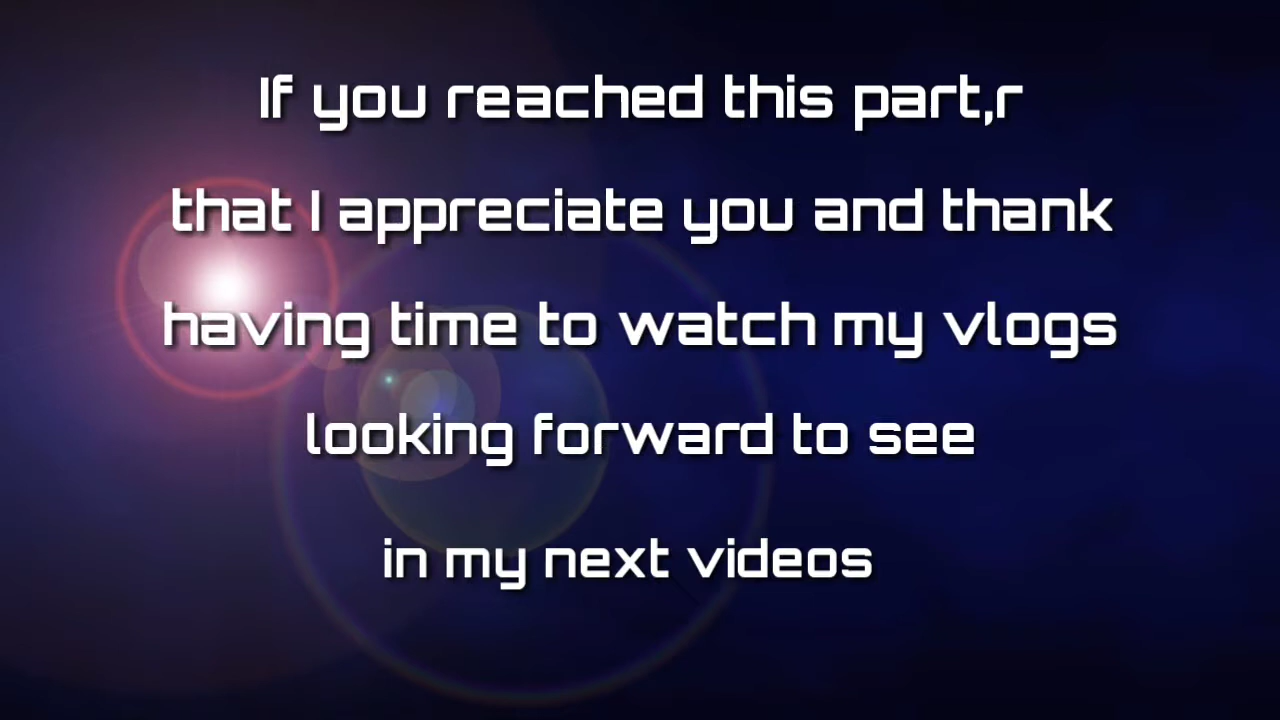 If you reached this part,r
that I appreciate you and thank
having time to watch my vlogs
looking forward to see
in my next videos